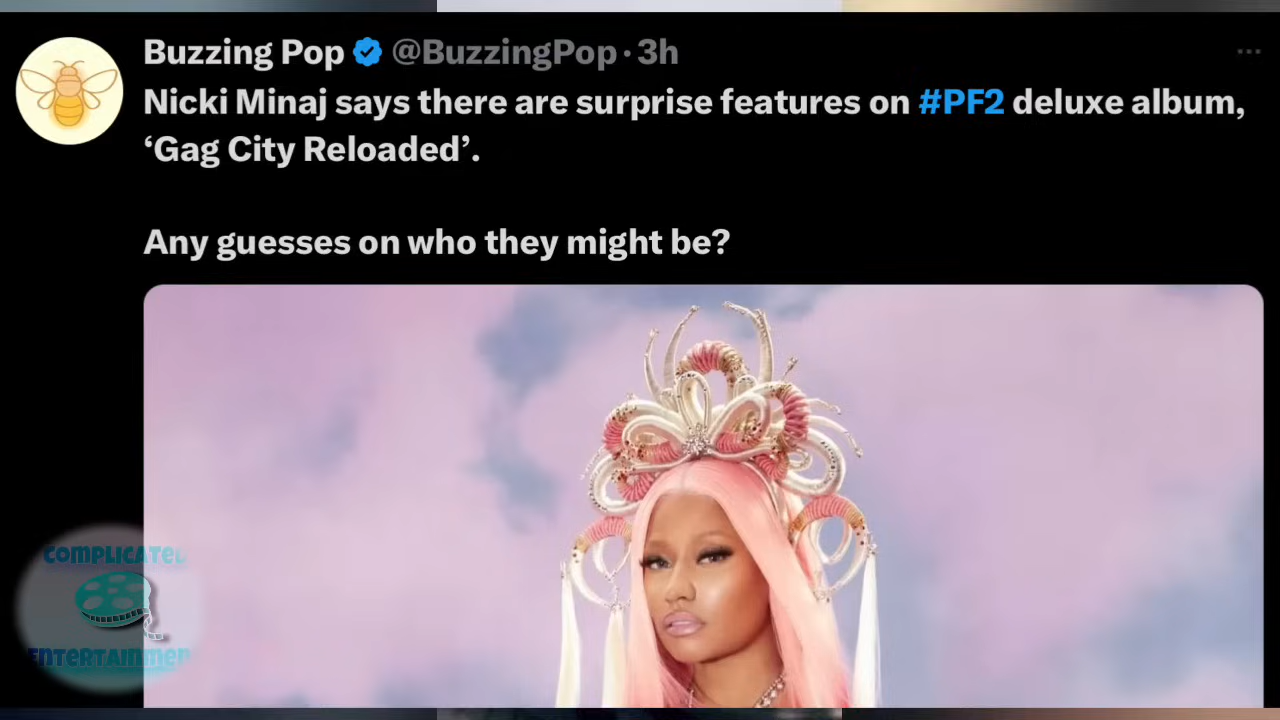 Buzzing Pop @BuzzingPop · 3h
Nicki Minaj says there are surprise features on #PF2 deluxe album,
‘Gag City Reloaded’.
Any guesses on who they might be?
COMPLICATED
ENTERTAINMENT